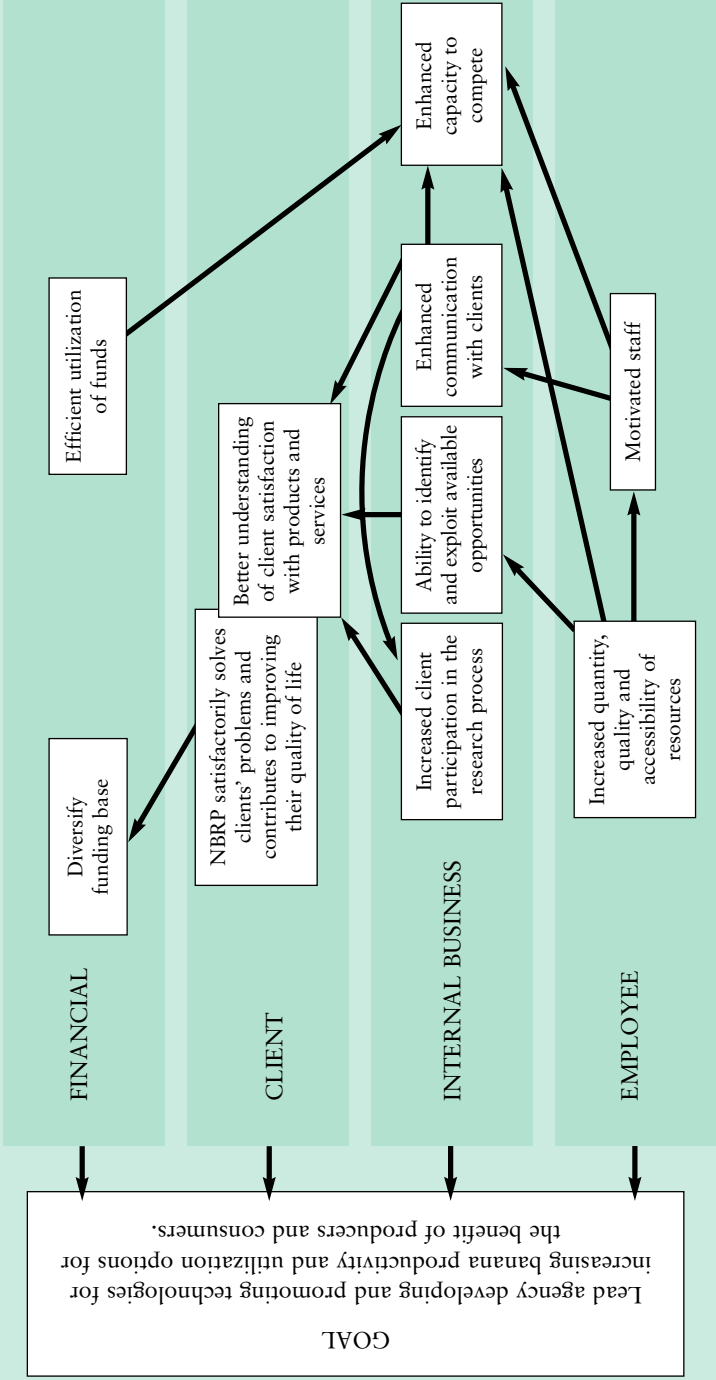 GOAL
Lead agency developing and promoting technologies for
increasing banana productivity and utilization options for
the benefit of producers and consumers.
FINANCIAL
Diversify
funding base
Efficient utilization
of funds
CLIENT
NBRP satisfactorily solves
clients’ problems and
contributes to improving
their quality of life
Better understanding
of client satisfaction
with products and
services
INTERNAL BUSINESS
Increased client
participation in the
research process
Ability to identify
and exploit available
opportunities
Enhanced
communication
with clients
Enhanced
capacity to
compete
EMPLOYEE
Increased quantity,
quality and
accessibility of
resources
Motivated staff